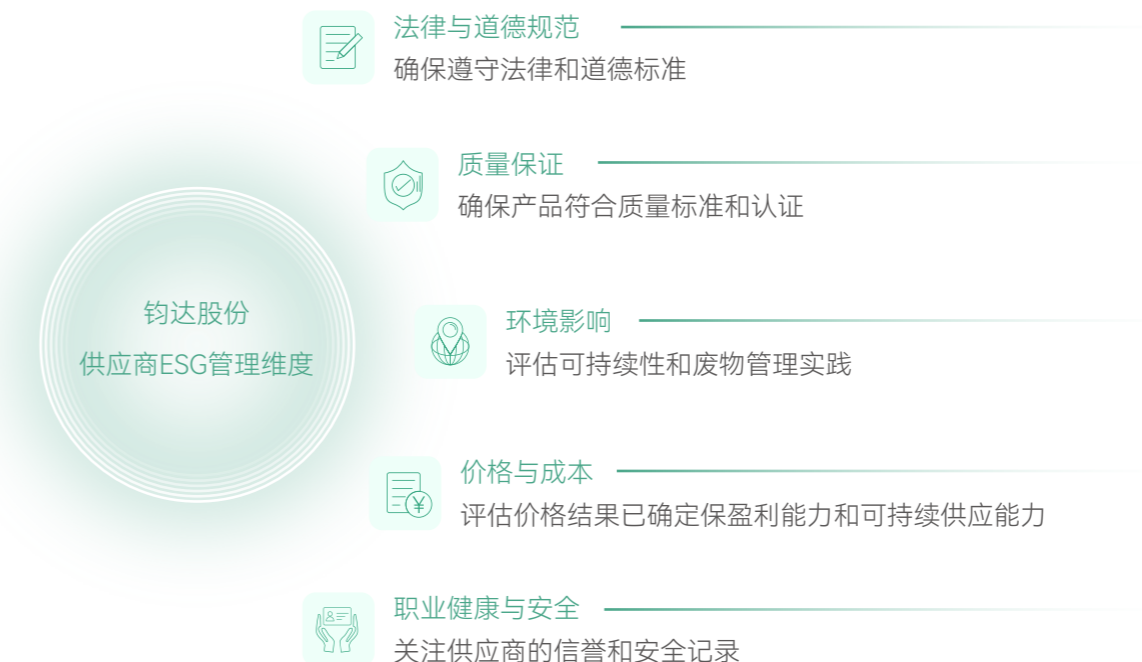 法律与道德规范
确保遵守法律和道德标准
质量保证
确保产品符合质量标准和认证
钧达股份
供应商ESG管理维度
环境影响
评估可持续性和废物管理实践
价格与成本
评估价格结果已确定保盈利能力和可持续供应能力
职业健康与安全
关注供应商的信誉和安全记录